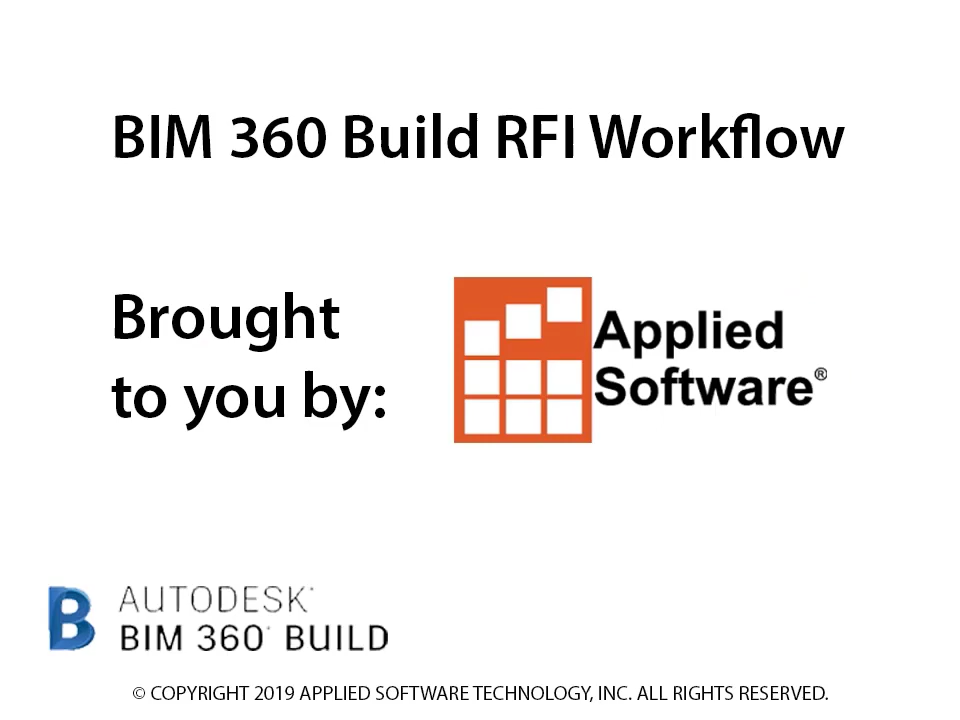 BIM 360 Build RFI Workflow
Brought
to you by:
Applied
Software®
B AUTODESK®
BIM 360® BUILD
© COPYRIGHT 2019 APPLIED SOFTWARE TECHNOLOGY, INC. ALL RIGHTS RESERVED.